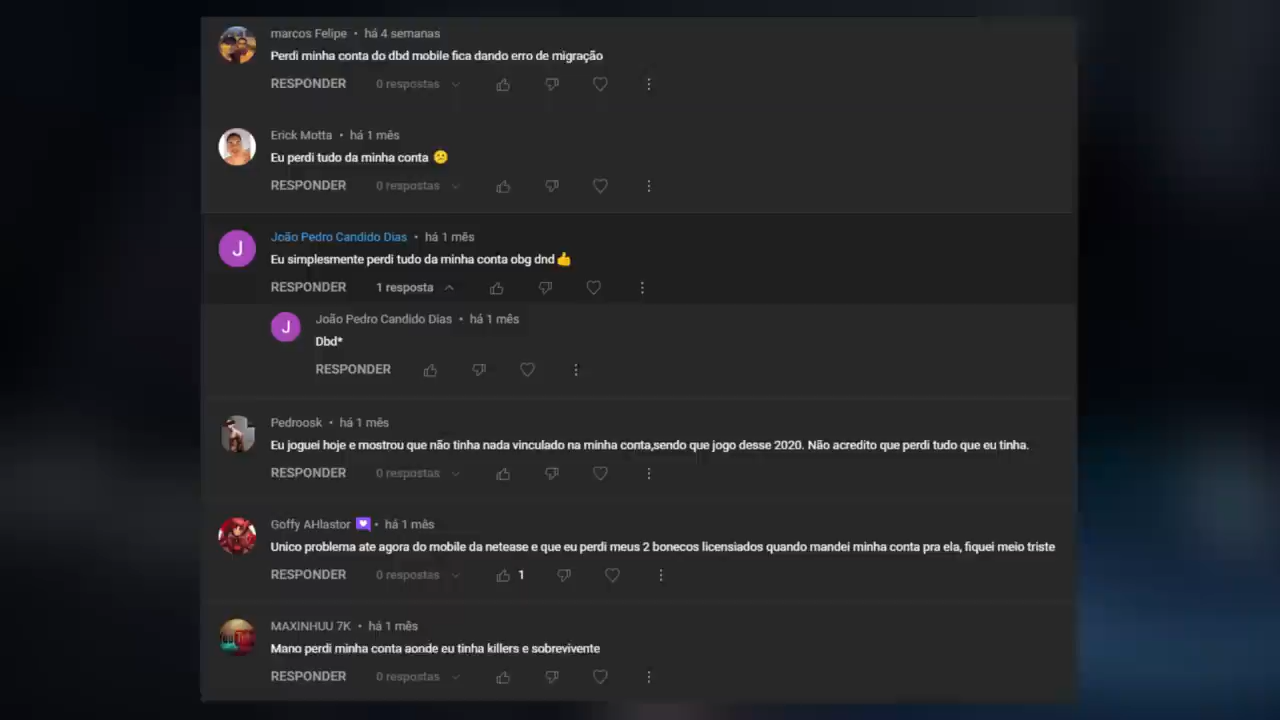 marcos Felipe • há 4 semanas
Perdi minha conta do dbd mobile fica dando erro de migração
RESPONDER 0 respostas
Erick Motta • há 1 mês
Eu perdi tudo da minha conta 😕
RESPONDER 0 respostas
J
João Pedro Candido Dias • há 1 mês
Eu simplesmente perdi tudo da minha conta obg dnd👍
RESPONDER 1 resposta
J
João Pedro Candido Dias • há 1 mês
Dbd*
RESPONDER
Pedroosk • há 1 mês
Eu joguei hoje e mostrou que não tinha nada vinculado na minha conta,sendo que jogo desse 2020. Não acredito que perdi tudo que eu tinha.
RESPONDER 0 respostas
Goffy AHlastor • há 1 mês
Unico problema ate agora do mobile da netease e que eu perdi meus 2 bonecos licensiados quando mandei minha conta pra ela, fiquei meio triste
RESPONDER 0 respostas 1
MAXINHUU 7K • há 1 mês
Mano perdi minha conta aonde eu tinha killers e sobrevivente
RESPONDER 0 respostas